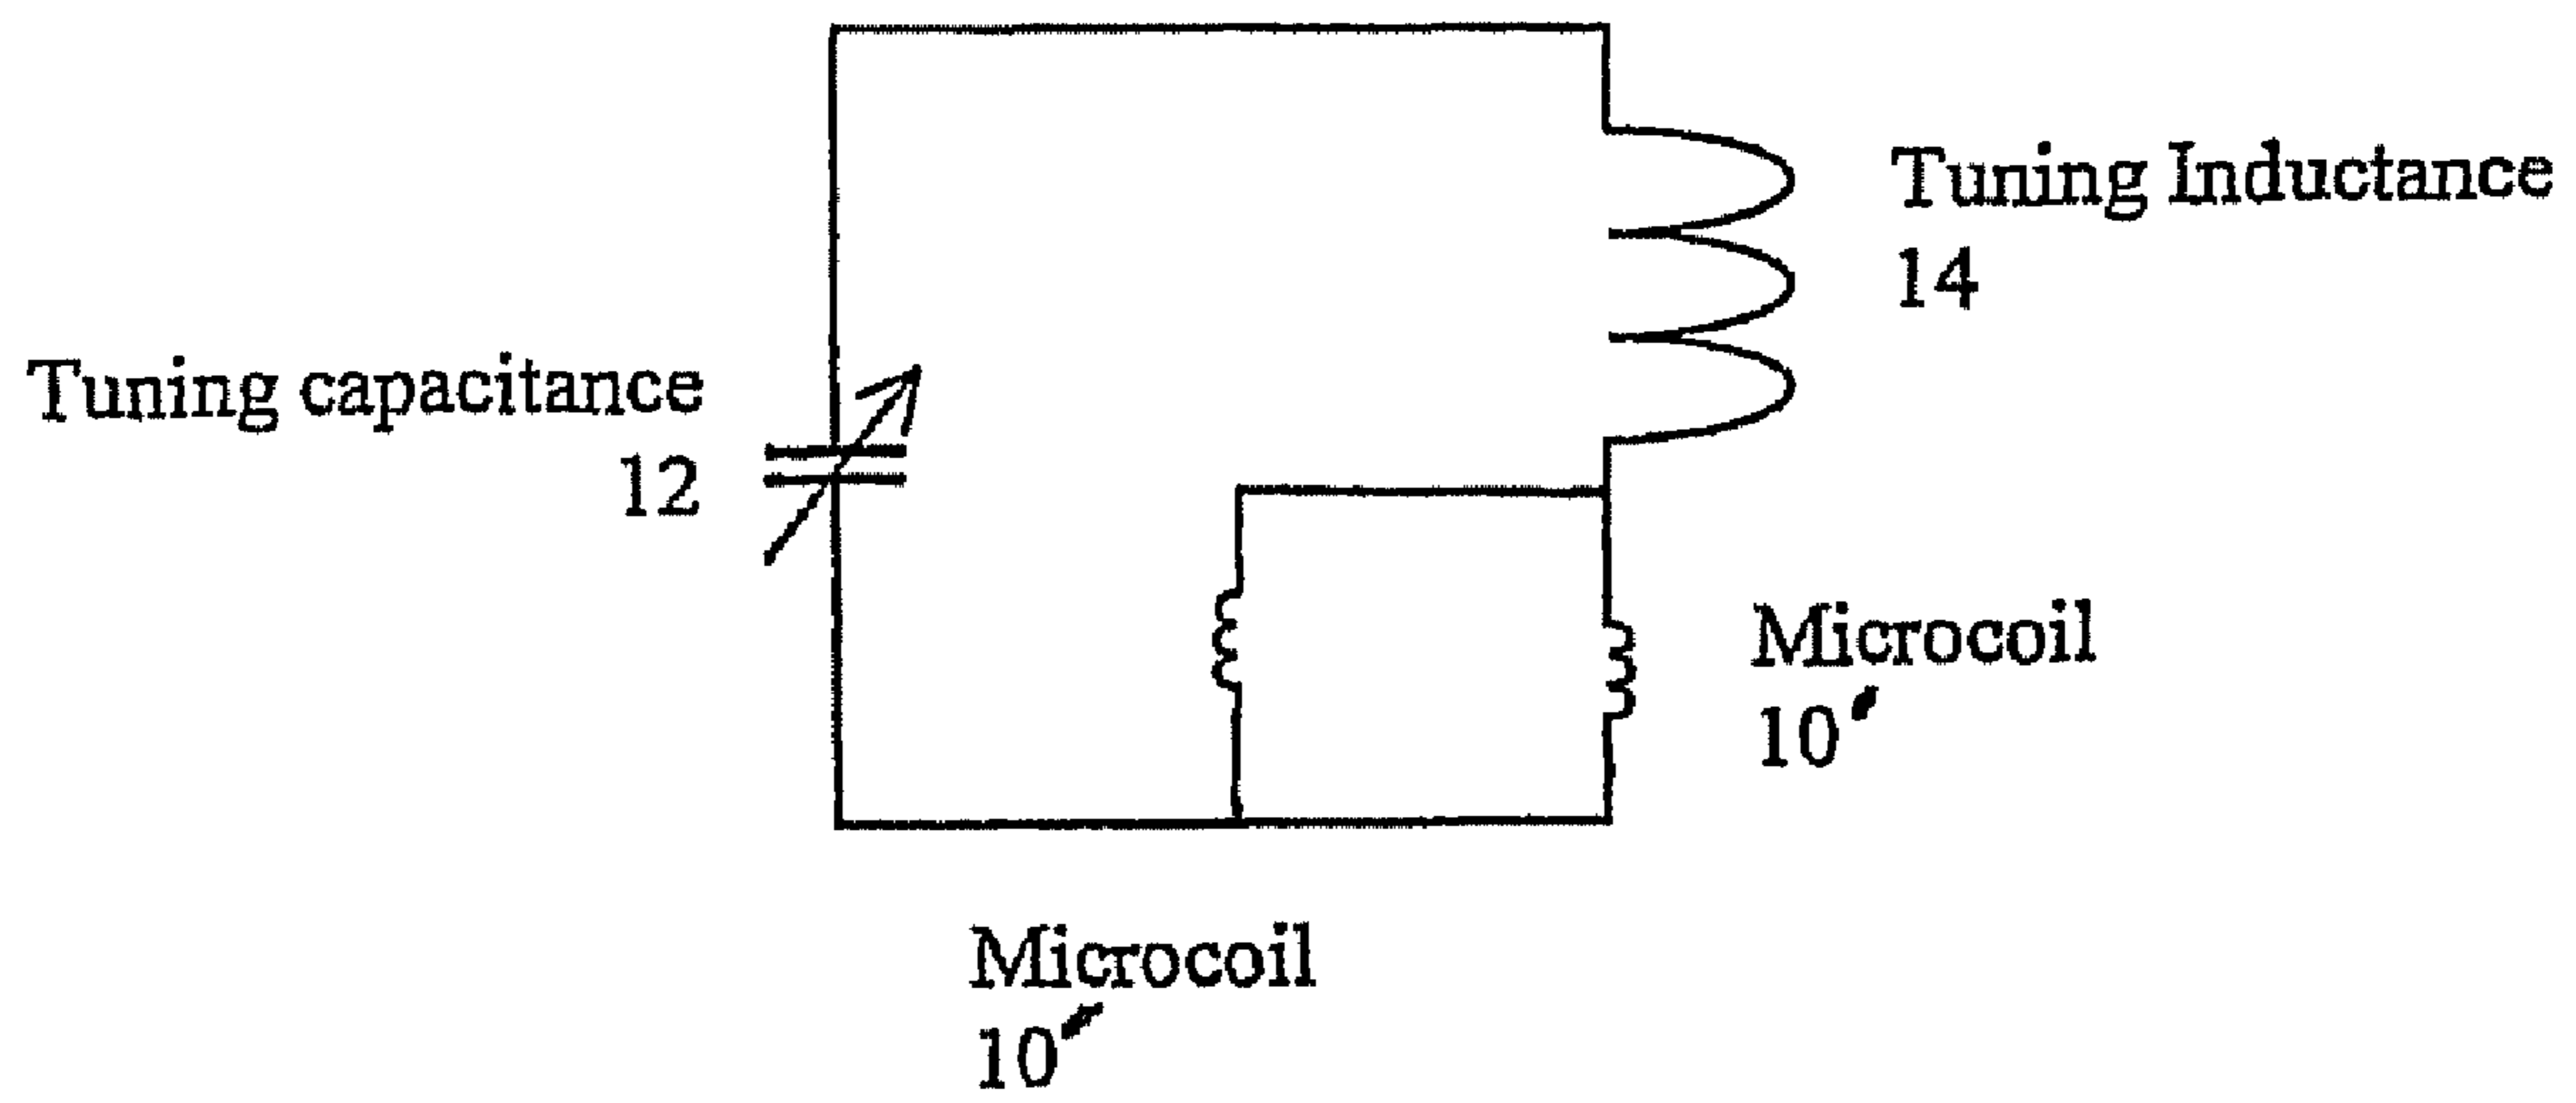 Tuning Inductance
14
Tuning capacitance
12
Microcoil
10'
Microcoil
10'